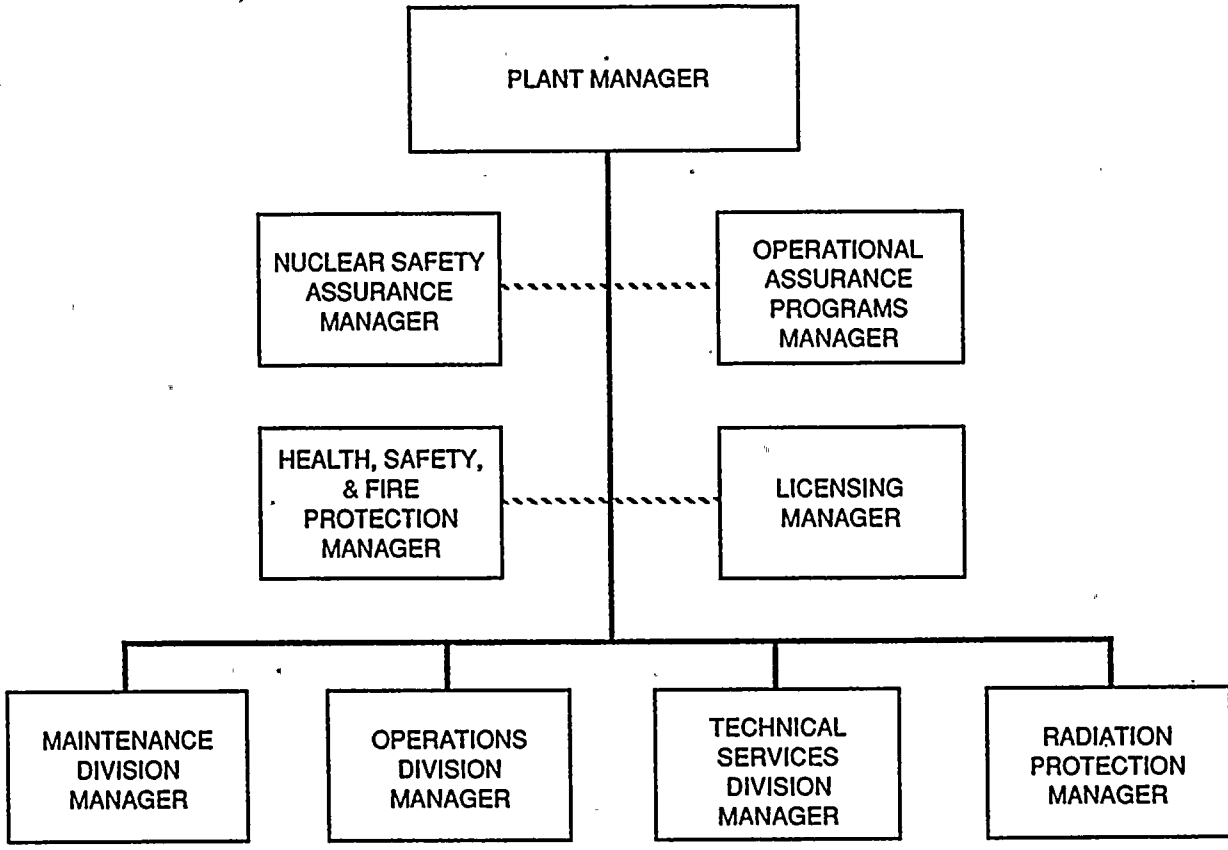 PLANT MANAGER
NUCLEAR SAFETY
ASSURANCE
MANAGER
OPERATIONAL
ASSURANCE
PROGRAMS
MANAGER
HEALTH, SAFETY,
& FIRE
PROTECTION
MANAGER
LICENSING
MANAGER
MAINTENANCE
DIVISION
MANAGER
OPERATIONS
DIVISION
MANAGER
TECHNICAL
SERVICES
DIVISION
MANAGER
RADIATION
PROTECTION
MANAGER